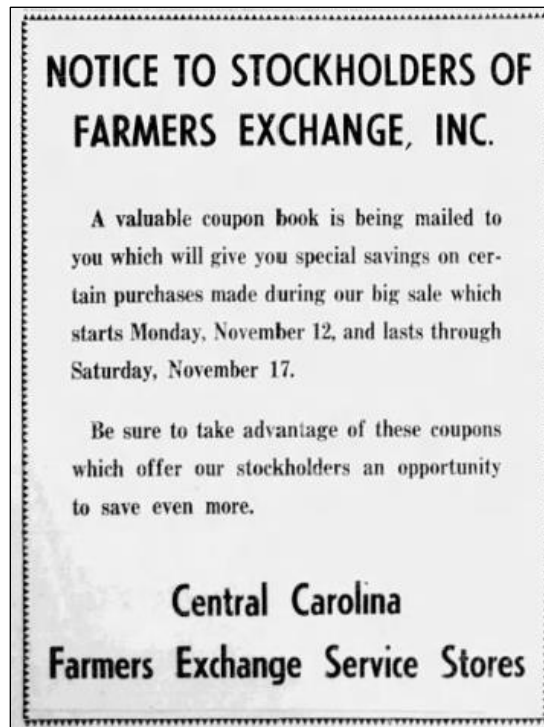 NOTICE TO STOCKHOLDERS OF
FARMERS EXCHANGE, INC.
A valuable coupon book is being mailed to
you which will give you special savings on cer-
tain purchases made during our big sale which
starts Monday, November 12, and lasts through
Saturday, November 17.
Be sure to take advantage of these coupons
which offer our stockholders an opportunity
to save even more.
Central Carolina
Farmers Exchange Service Stores